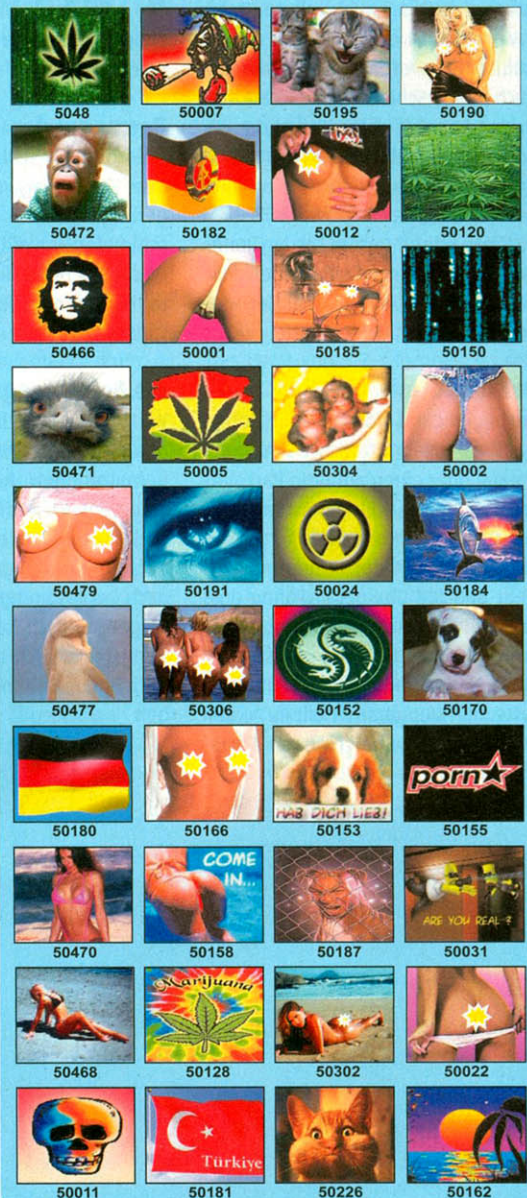 5048 50007 50195 50190
50472 50182 50012 50120
50466 50001 50185 50150
50471 50005 50304 50002
50479 50191 50024 50184
50477 50306 50152 50170
HAB DICH LIEB!
porn
50180 50166 50153 50155
COME
IN...
ARE YOU REAL ?
50470 50158 50187 50031
Marijuana
50468 50128 50302 50022
Türkiye
50011 50181 50226 50162